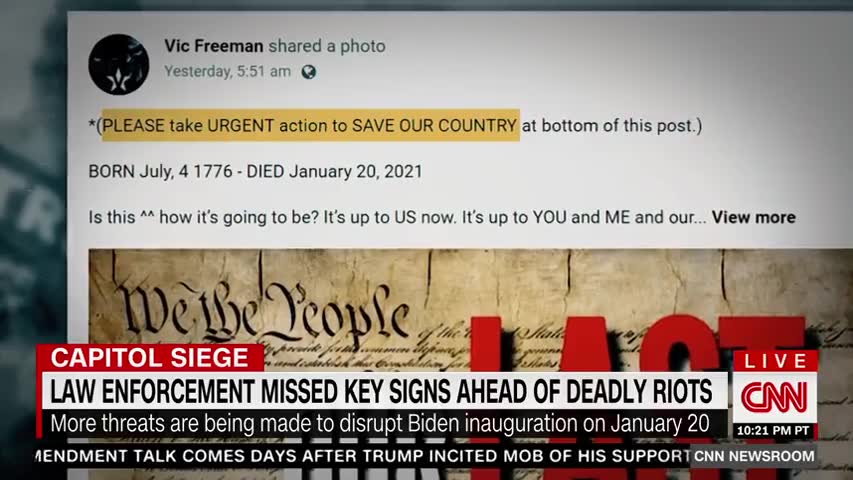 Vic Freeman shared a photo
Yesterday, 5:51 am
*(PLEASE take URGENT action to SAVE OUR COUNTRY at bottom of this post.)
BORN July, 4 1776 - DIED January 20, 2021
Is this ^^ how it's going to be? It's up to US now. It's up to YOU and ME and our... View more
We the People
LAST
CAPITOL SIEGE
LIVE
LAW ENFORCEMENT MISSED KEY SIGNS AHEAD OF DEADLY RIOTS
CNN
More threats are being made to disrupt Biden inauguration on January 20
10:21 PM PT
MENDMENT TALK COMES DAYS AFTER TRUMP INCITED MOB OF HIS SUPPORT
CNN NEWSROOM